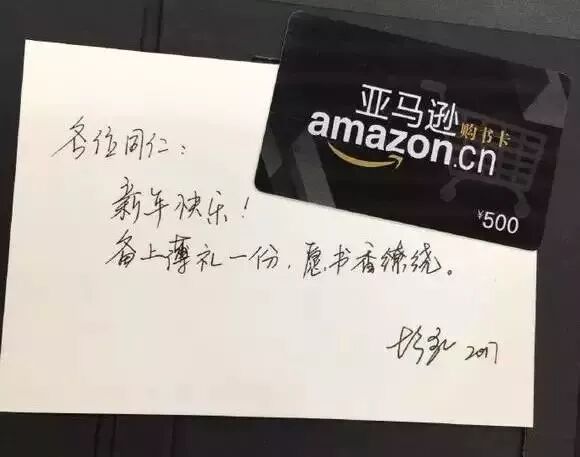 亚马逊
购书卡
amazon.cn
¥500
各位同仁：
新年快乐！
备上薄礼一份，愿书香缭绕。
2017